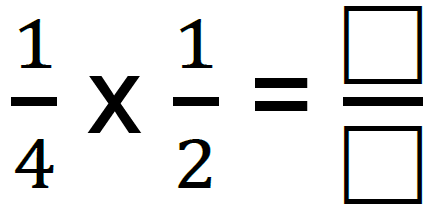 1/4 x 1/2 = □/□